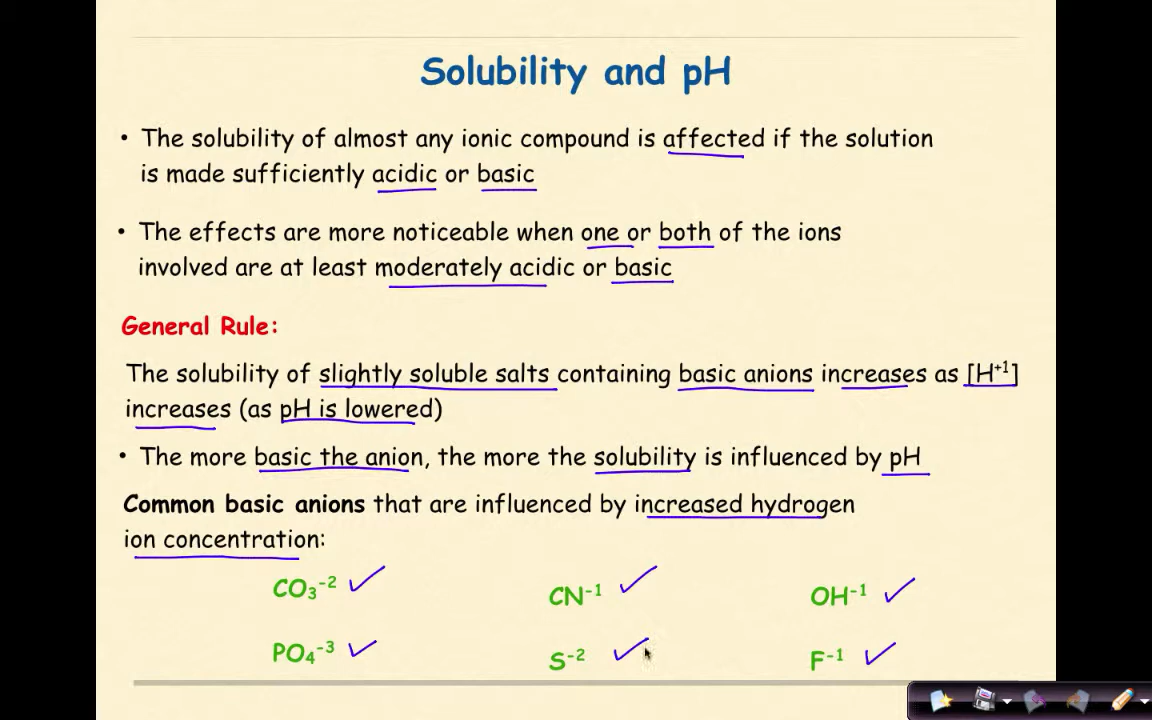 Solubility and pH
• The solubility of almost any ionic compound is affected if the solution
is made sufficiently acidic or basic
• The effects are more noticeable when one or both of the ions
involved are at least moderately acidic or basic
General Rule:
The solubility of slightly soluble salts containing basic anions increases as [H⁺¹]
increases (as pH is lowered)
• The more basic the anion, the more the solubility is influenced by pH
Common basic anions that are influenced by increased hydrogen
ion concentration:
CO₃⁻² CN⁻¹ OH⁻¹
PO₄⁻³ S⁻² F⁻¹